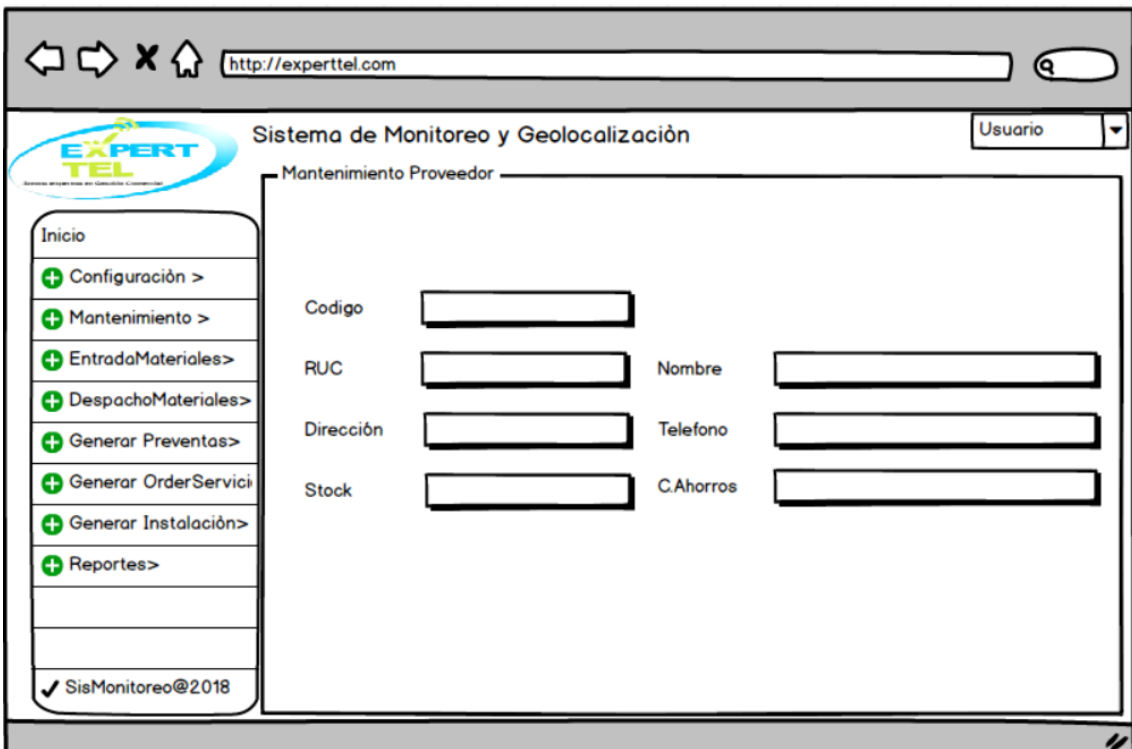 http://experttel.com
EXPERT
TEL
Sistema de Monitoreo y Geolocalizaciòn
Usuario
Mantenimiento Proveedor
Inicio
Configuraciòn >
Mantenimiento >
EntradaMateriales>
DespachoMateriales>
Generar Preventas>
Generar OrderServici
Generar Instalaciòn>
Reportes>
SisMonitoreo@2018
Codigo
RUC
Nombre
Direcciòn
Telefono
Stock
C.Ahorros